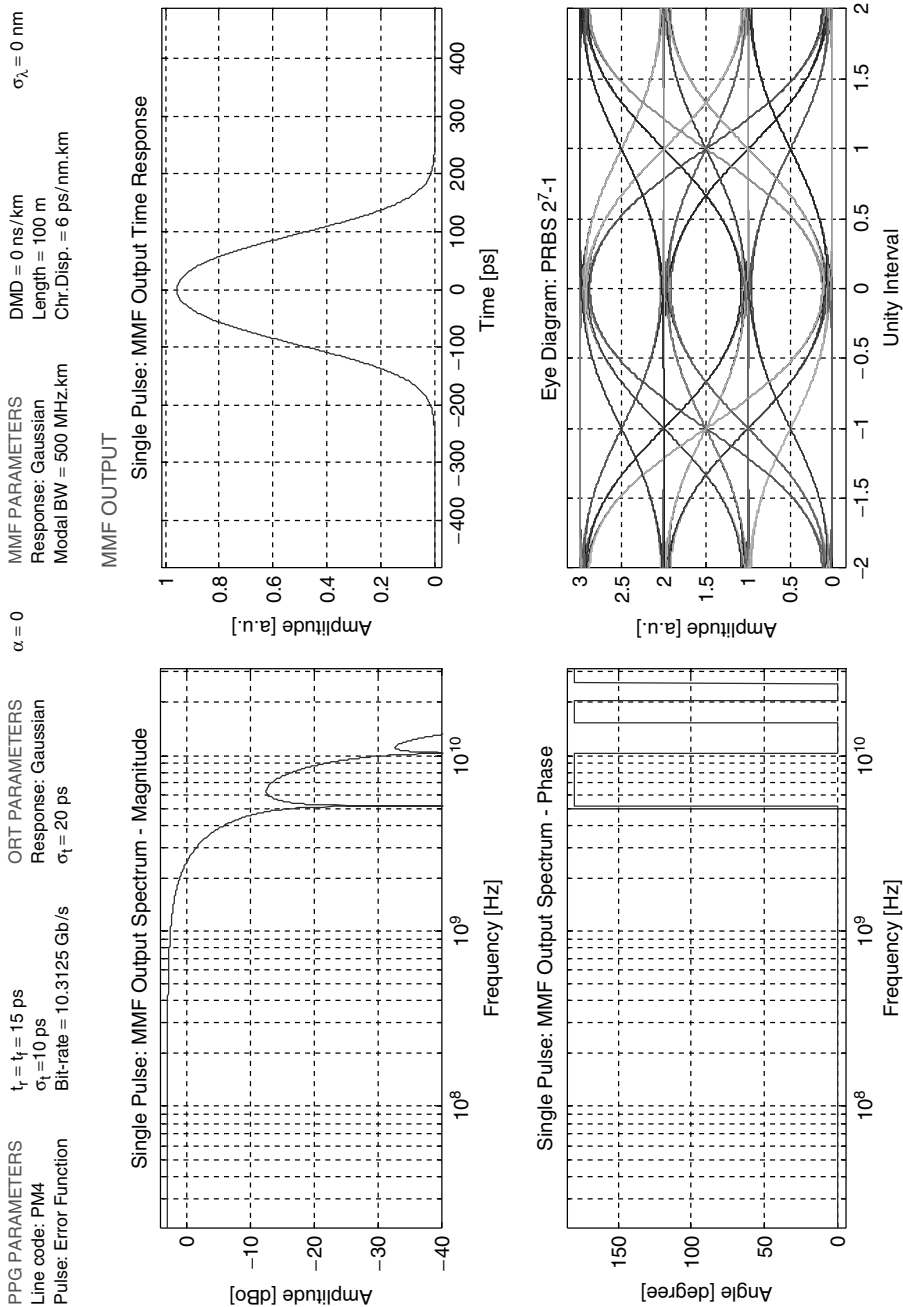 PPG PARAMETERS
Line code: PM4
Pulse: Error Function
t_r = t_f = 15 ps
σ_t =10 ps
Bit-rate = 10.3125 Gb/s
ORT PARAMETERS
Response: Gaussian
σ_t = 20 ps
α = 0
MMF PARAMETERS
Response: Gaussian
Modal BW = 500 MHz.km
DMD = 0 ns/km
Length = 100 m
Chr.Disp. = 6 ps/nm.km
σ_λ = 0 nm
MMF OUTPUT
Single Pulse: MMF Output Spectrum - Magnitude
Amplitude [dBo]
0
−10
−20
−30
−40
10^8
10^9
10^10
Frequency [Hz]
Single Pulse: MMF Output Time Response
Amplitude [a.u.]
1
0.8
0.6
0.4
0.2
0
−400 −300 −200 −100 0 100 200 300 400
Time [ps]
Single Pulse: MMF Output Spectrum - Phase
Angle [degree]
150
100
50
0
10^8
10^9
10^10
Frequency [Hz]
Eye Diagram: PRBS 2^7-1
Amplitude [a.u.]
3
2.5
2
1.5
1
0.5
0
−2 −1.5 −1 −0.5 0 0.5 1 1.5 2
Unity Interval